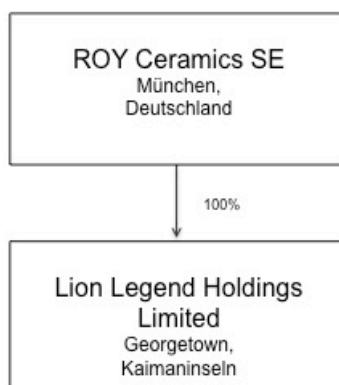 ROY Ceramics SE
München,
Deutschland
100%
Lion Legend Holdings
Limited
Georgetown,
Kaimaninseln